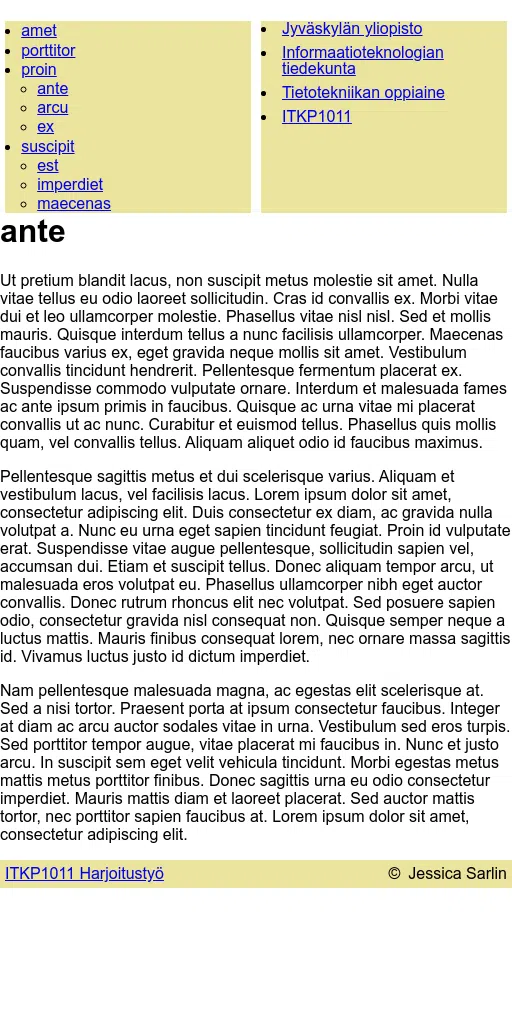 amet
porttitor
proin
ante
arcu
ex
suscipit
est
imperdiet
maecenas
Jyväskylän yliopisto
Informaatioteknologian
tiedekunta
Tietotekniikan oppiaine
ITKP1011
ante
Ut pretium blandit lacus, non suscipit metus molestie sit amet. Nulla
vitae tellus eu odio laoreet sollicitudin. Cras id convallis ex. Morbi vitae
dui et leo ullamcorper molestie. Phasellus vitae nisl nisl. Sed et mollis
mauris. Quisque interdum tellus a nunc facilisis ullamcorper. Maecenas
faucibus varius ex, eget gravida neque mollis sit amet. Vestibulum
convallis tincidunt hendrerit. Pellentesque fermentum placerat ex.
Suspendisse commodo vulputate ornare. Interdum et malesuada fames
ac ante ipsum primis in faucibus. Quisque ac urna vitae mi placerat
convallis ut ac nunc. Curabitur et euismod tellus. Phasellus quis mollis
quam, vel convallis tellus. Aliquam aliquet odio id faucibus maximus.
Pellentesque sagittis metus et dui scelerisque varius. Aliquam et
vestibulum lacus, vel facilisis lacus. Lorem ipsum dolor sit amet,
consectetur adipiscing elit. Duis consectetur ex diam, ac gravida nulla
volutpat a. Nunc eu urna eget sapien tincidunt feugiat. Proin id vulputate
erat. Suspendisse vitae augue pellentesque, sollicitudin sapien vel,
accumsan dui. Etiam et suscipit tellus. Donec aliquam tempor arcu, ut
malesuada eros volutpat eu. Phasellus ullamcorper nibh eget auctor
convallis. Donec rutrum rhoncus elit nec volutpat. Sed posuere sapien
odio, consectetur gravida nisl consequat non. Quisque semper neque a
luctus mattis. Mauris finibus consequat lorem, nec ornare massa sagittis
id. Vivamus luctus justo id dictum imperdiet.
Nam pellentesque malesuada magna, ac egestas elit scelerisque at.
Sed a nisi tortor. Praesent porta at ipsum consectetur faucibus. Integer
at diam ac arcu auctor sodales vitae in urna. Vestibulum sed eros turpis.
Sed porttitor tempor augue, vitae placerat mi faucibus in. Nunc et justo
arcu. In suscipit sem eget velit vehicula tincidunt. Morbi egestas metus
mattis metus porttitor finibus. Donec sagittis urna eu odio consectetur
imperdiet. Mauris mattis diam et laoreet placerat. Sed auctor mattis
tortor, nec porttitor sapien faucibus at. Lorem ipsum dolor sit amet,
consectetur adipiscing elit.
ITKP1011 Harjoitustyö © Jessica Sarlin